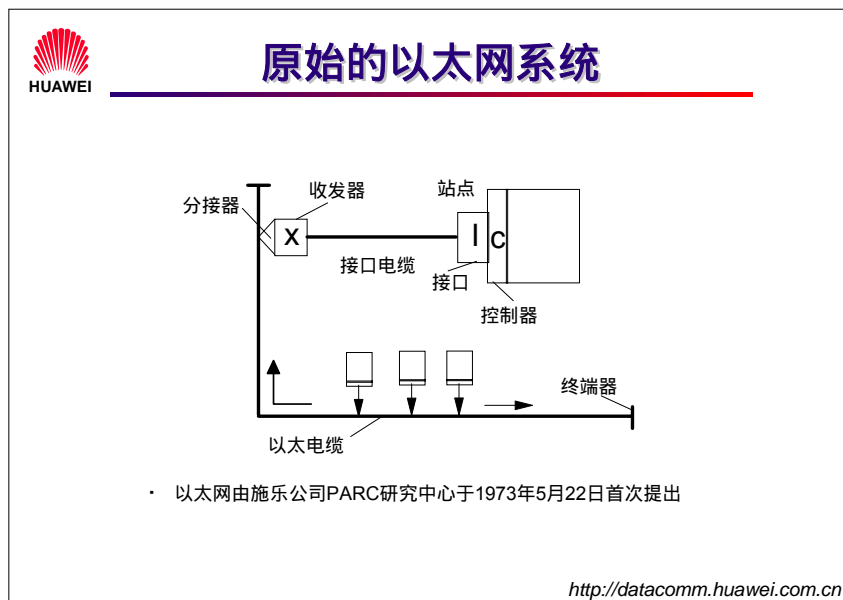 HUAWEI
原始的以太网系统
收发器
站点
分接器
X
I
C
接口电缆
接口
控制器
终端器
以太电缆
· 以太网由施乐公司PARC研究中心于1973年5月22日首次提出
http://datacomm.huawei.com.cn